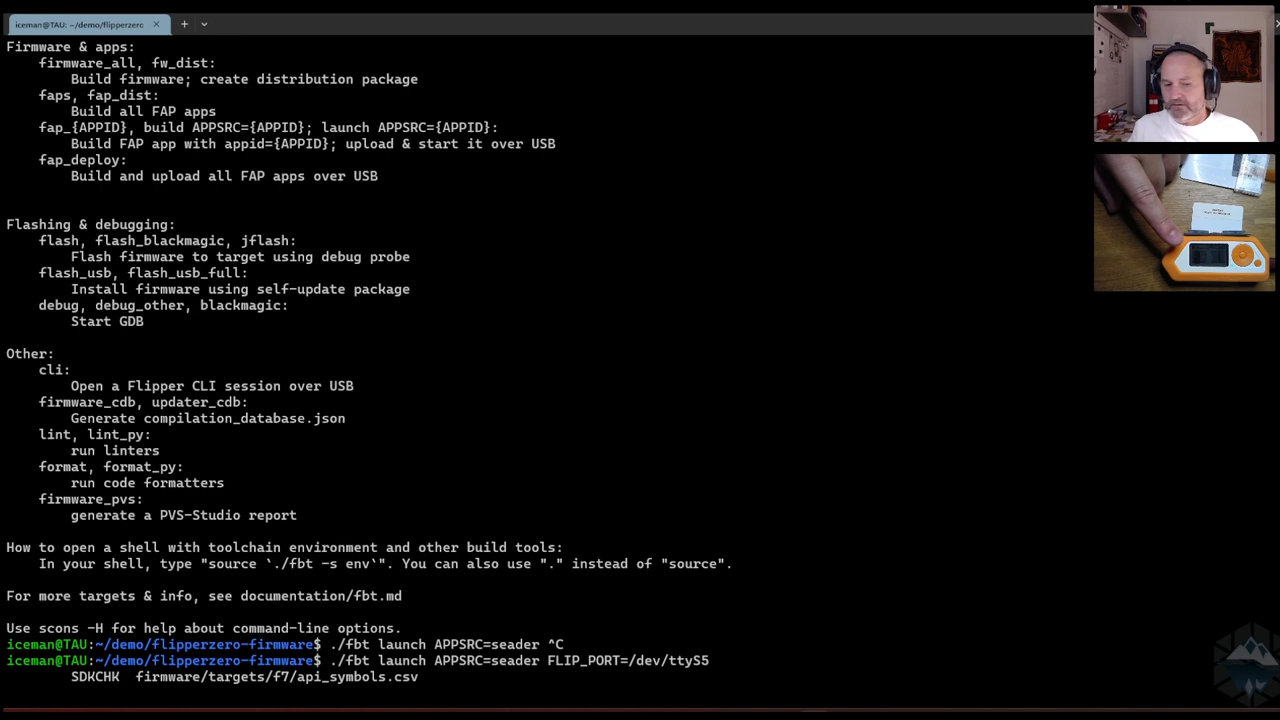 iceman@TAU: ~/demo/flipperzero
Firmware & apps:
firmware_all, fw_dist:
Build firmware; create distribution package
faps, fap_dist:
Build all FAP apps
fap_{APPID}, build APPSRC={APPID}; launch APPSRC={APPID}:
Build FAP app with appid={APPID}; upload & start it over USB
fap_deploy:
Build and upload all FAP apps over USB
Flashing & debugging:
flash, flash_blackmagic, jflash:
Flash firmware to target using debug probe
flash_usb, flash_usb_full:
Install firmware using self-update package
debug, debug_other, blackmagic:
Start GDB
Other:
cli:
Open a Flipper CLI session over USB
firmware_cdb, updater_cdb:
Generate compilation_database.json
lint, lint_py:
run linters
format, format_py:
run code formatters
firmware_pvs:
generate a PVS-Studio report
How to open a shell with toolchain environment and other build tools:
In your shell, type "source `./fbt -s env`". You can also use "." instead of "source".
For more targets & info, see documentation/fbt.md
Use scons -H for help about command-line options.
iceman@TAU:~/demo/flipperzero-firmware$ ./fbt launch APPSRC=seader ^C
iceman@TAU:~/demo/flipperzero-firmware$ ./fbt launch APPSRC=seader FLIP_PORT=/dev/ttyS5
SDKCHK firmware/targets/f7/api_symbols.csv